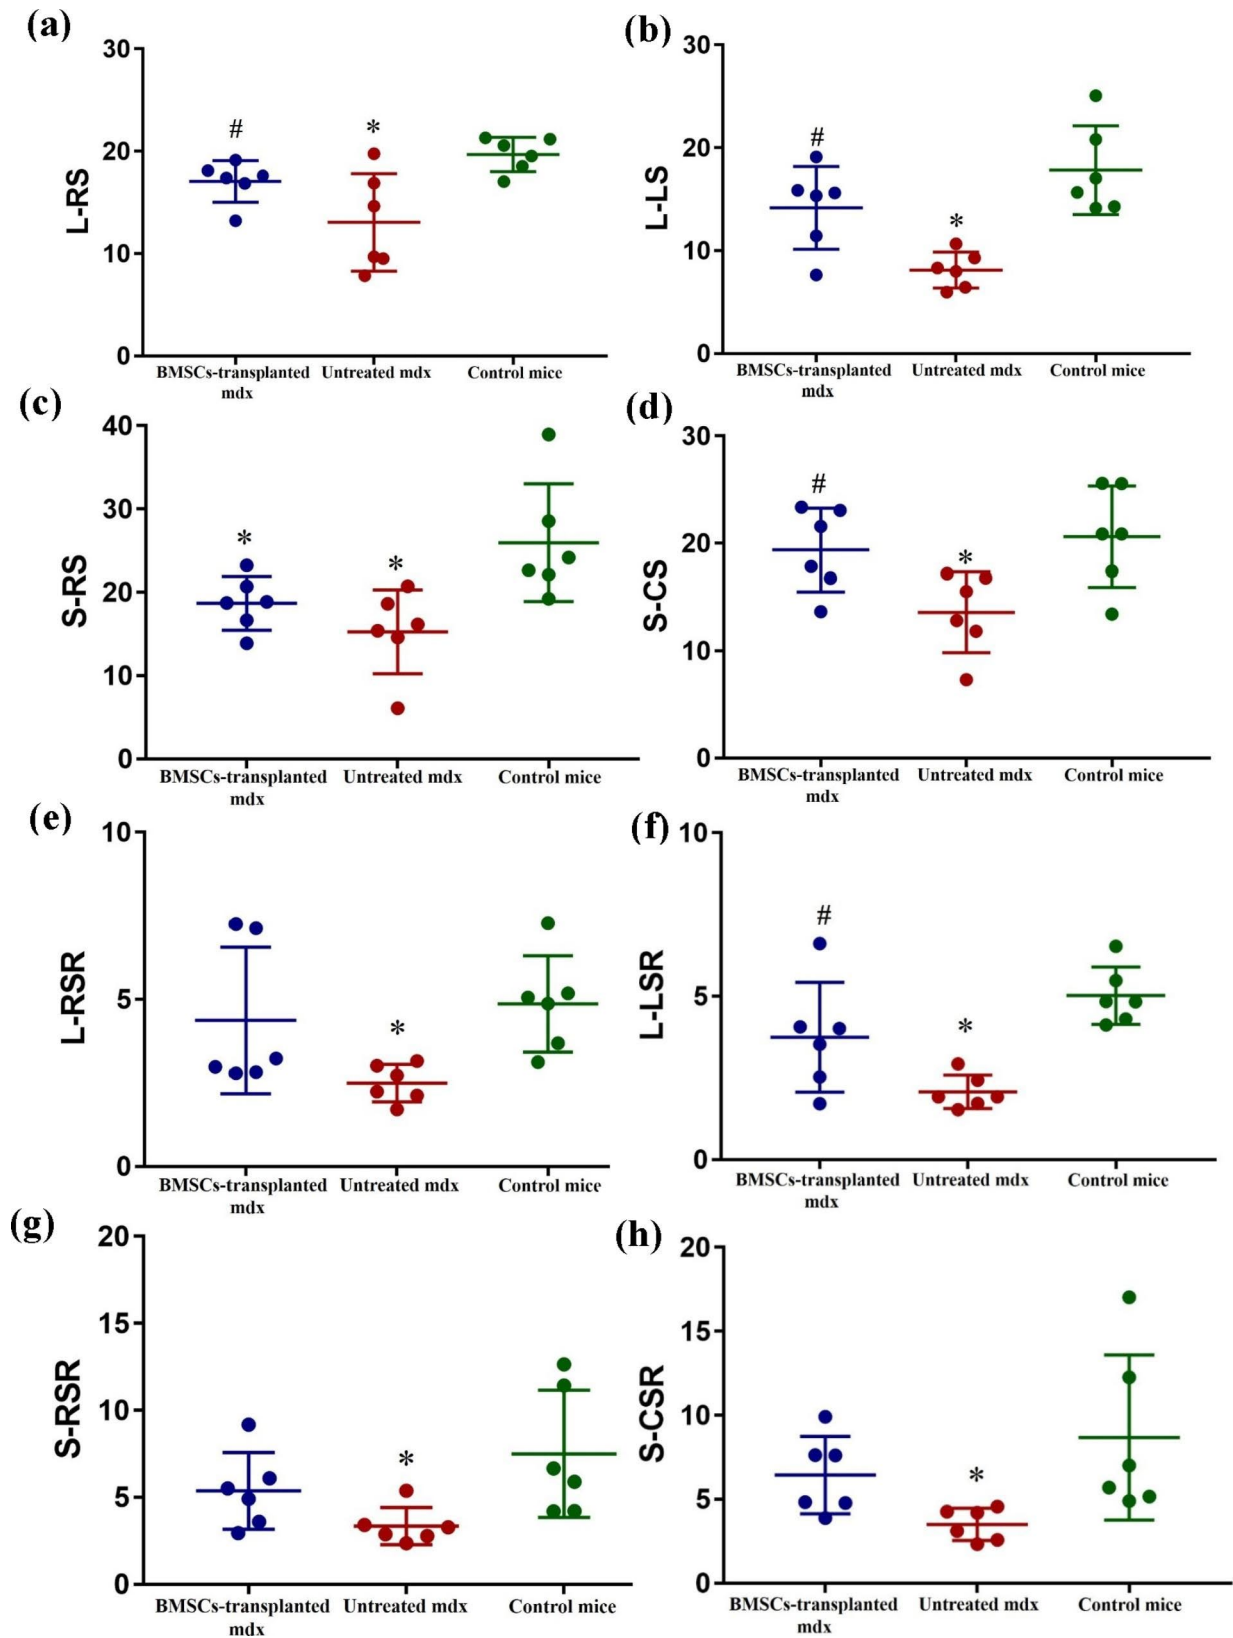 (a)
30
20
10
0
L-RS
#
*
BMSCs-transplanted
mdx
Untreated mdx
Control mice
(b)
30
20
10
0
L-LS
#
*
BMSCs-transplanted
mdx
Untreated mdx
Control mice
(c)
40
30
20
10
0
S-RS
*
*
BMSCs-transplanted
mdx
Untreated mdx
Control mice
(d)
30
20
10
0
S-CS
#
*
BMSCs-transplanted
mdx
Untreated mdx
Control mice
(e)
10
5
0
L-RSR
*
BMSCs-transplanted
mdx
Untreated mdx
Control mice
(f)
10
5
0
L-LSR
#
*
BMSCs-transplanted
mdx
Untreated mdx
Control mice
(g)
20
15
10
5
0
S-RSR
*
BMSCs-transplanted
mdx
Untreated mdx
Control mice
(h)
20
15
10
5
0
S-CSR
*
BMSCs-transplanted
mdx
Untreated mdx
Control mice